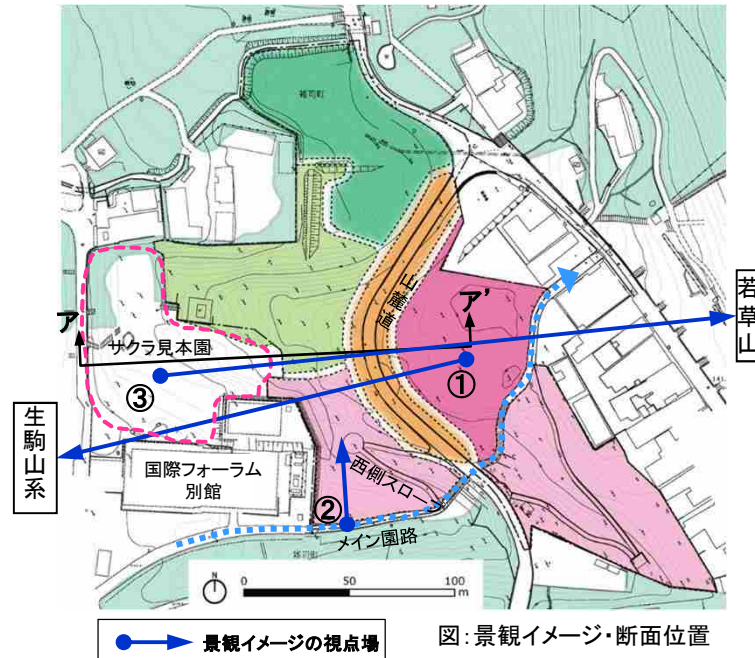 雑司町
山麓道
ア
ア'
若草山
サクラ見本園
①
③
生駒山系
国際フォーラム
別館
西側スロープ
②
メイン園路
N
0 50 100
m
景観イメージの視点場
図:景観イメージ・断面位置